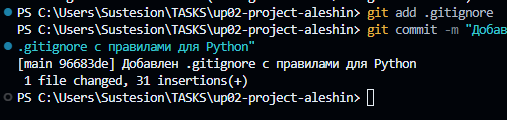 PS C:\Users\Sustesion\TASKS\up02-project-aleshin> git add .gitignore
PS C:\Users\Sustesion\TASKS\up02-project-aleshin> git commit -m "Добав
.gitignore с правилами для Python"
[main 96683de] Добавлен .gitignore с правилами для Python
1 file changed, 31 insertions(+)
PS C:\Users\Sustesion\TASKS\up02-project-aleshin>